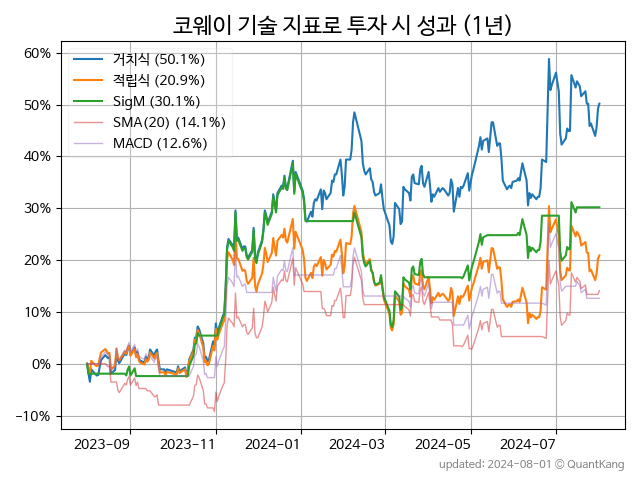 코웨이 기술 지표로 투자 시 성과 (1년)
60%
50%
40%
30%
20%
10%
0%
−10%
거치식 (50.1%)
적립식 (20.9%)
SigM (30.1%)
SMA(20) (14.1%)
MACD (12.6%)
2023-09
2023-11
2024-01
2024-03
2024-05
2024-07
updated: 2024-08-01 © QuantKang